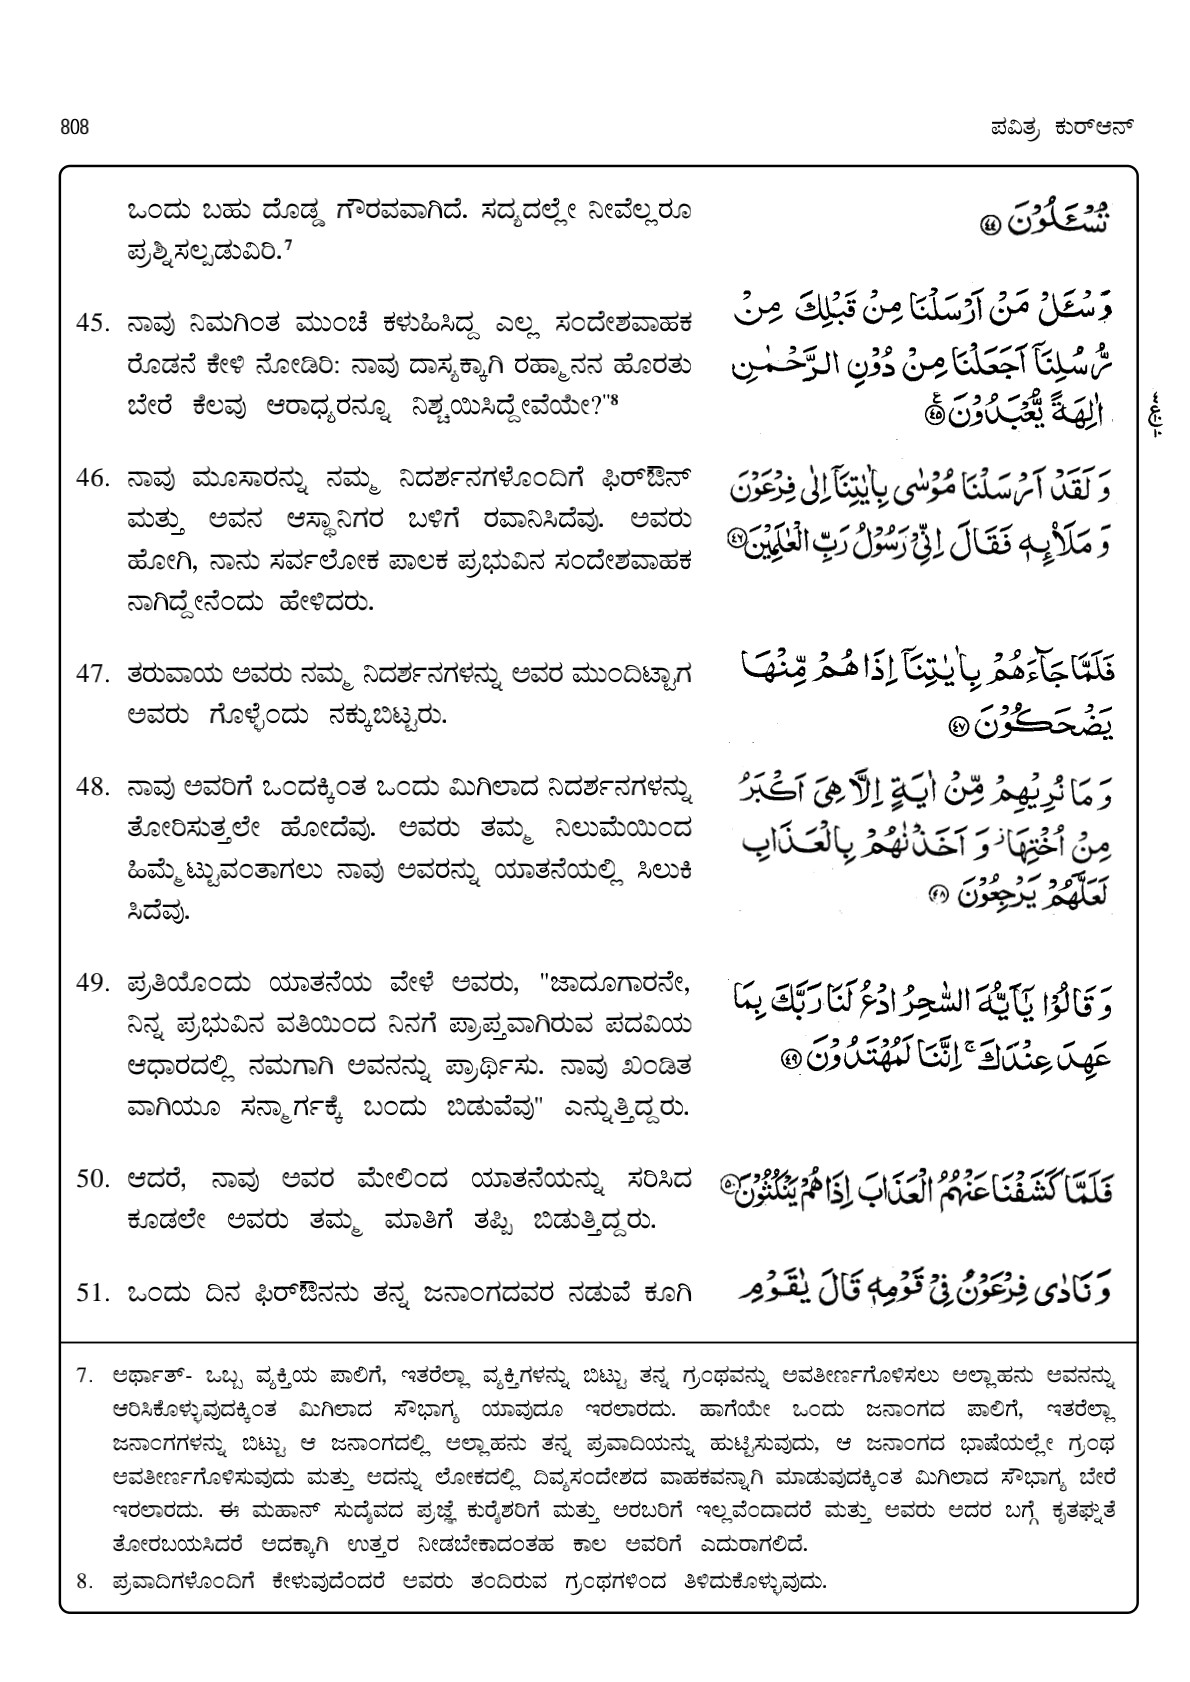 808
ಪವಿತ್ರ ಕುರ್‌ಆನ್
ಒಂದು ಬಹು ದೊಡ್ಡ ಗೌರವವಾಗಿದೆ. ಸದ್ಯದಲ್ಲೇ ನೀವೆಲ್ಲರೂ
ಪ್ರಶ್ನಿಸಲ್ಪಡುವಿರಿ.7
تُسْـَٔلُوْنَ ﴿٤٤﴾
45. ನಾವು ನಿಮಗಿಂತ ಮುಂಚೆ ಕಳುಹಿಸಿದ್ದ ಎಲ್ಲ ಸಂದೇಶವಾಹಕ
ರೊಡನೆ ಕೇಳಿ ನೋಡಿರಿ: ನಾವು ದಾಸ್ಯಕ್ಕಾಗಿ ರಹ್ಮಾನನ ಹೊರತು
ಬೇರೆ ಕೆಲವು ಆರಾಧ್ಯರನ್ನೂ ನಿಶ್ಚಯಿಸಿದ್ದೇವೆಯೇ?"8
وَسْـَٔلْ مَنْ اَرْسَلْنَا مِنْ قَبْلِكَ مِنْ
رُّسُلِنَآ اَجَعَلْنَا مِنْ دُوْنِ الرَّحْمٰنِ
اٰلِهَةً يُّعْبَدُوْنَ ﴿٤٥﴾
46. ನಾವು ಮೂಸಾರನ್ನು ನಮ್ಮ ನಿದರ್ಶನಗಳೊಂದಿಗೆ ಫಿರ್‌ಔನ್
ಮತ್ತು ಅವನ ಆಸ್ಥಾನಿಗರ ಬಳಿಗೆ ರವಾನಿಸಿದೆವು. ಅವರು
ಹೋಗಿ, ನಾನು ಸರ್ವಲೋಕ ಪಾಲಕ ಪ್ರಭುವಿನ ಸಂದೇಶವಾಹಕ
ನಾಗಿದ್ದೇನೆಂದು ಹೇಳಿದರು.
وَلَقَدْ اَرْسَلْنَا مُوْسٰى بِاٰيٰتِنَآ اِلٰى فِرْعَوْنَ
وَمَلَا۟ئِهٖ فَقَالَ اِنِّيْ رَسُوْلُ رَبِّ الْعٰلَمِيْنَ ﴿٤٦﴾
47. ತರುವಾಯ ಅವರು ನಮ್ಮ ನಿದರ್ಶನಗಳನ್ನು ಅವರ ಮುಂದಿಟ್ಟಾಗ
ಅವರು ಗೊಳ್ಳೆಂದು ನಕ್ಕುಬಿಟ್ಟರು.
فَلَمَّا جَآءَهُمْ بِاٰيٰتِنَآ اِذَا هُمْ مِّنْهَا
يَضْحَكُوْنَ ﴿٤٧﴾
48. ನಾವು ಅವರಿಗೆ ಒಂದಕ್ಕಿಂತ ಒಂದು ಮಿಗಿಲಾದ ನಿದರ್ಶನಗಳನ್ನು
ತೋರಿಸುತ್ತಲೇ ಹೋದೆವು. ಅವರು ತಮ್ಮ ನಿಲುಮೆಯಿಂದ
ಹಿಮ್ಮೆಟ್ಟುವಂತಾಗಲು ನಾವು ಅವರನ್ನು ಯಾತನೆಯಲ್ಲಿ ಸಿಲುಕಿ
ಸಿದೆವು.
وَمَا نُرِيْهِمْ مِّنْ اٰيَةٍ اِلَّا هِيَ اَكْبَرُ
مِنْ اُخْتِهَا ۫ وَاَخَذْنٰهُمْ بِالْعَذَابِ
لَعَلَّهُمْ يَرْجِعُوْنَ ﴿٤٨﴾
49. ಪ್ರತಿಯೊಂದು ಯಾತನೆಯ ವೇಳೆ ಅವರು, "ಜಾದೂಗಾರನೇ,
ನಿನ್ನ ಪ್ರಭುವಿನ ವತಿಯಿಂದ ನಿನಗೆ ಪ್ರಾಪ್ತವಾಗಿರುವ ಪದವಿಯ
ಆಧಾರದಲ್ಲಿ ನಮಗಾಗಿ ಅವನನ್ನು ಪ್ರಾರ್ಥಿಸು. ನಾವು ಖಂಡಿತ
ವಾಗಿಯೂ ಸನ್ಮಾರ್ಗಕ್ಕೆ ಬಂದು ಬಿಡುವೆವು" ಎನ್ನುತ್ತಿದ್ದರು.
وَقَالُوْا يٰٓاَيُّهَ السّٰحِرُ ادْعُ لَنَا رَبَّكَ بِمَا
عَهِدَ عِنْدَكَ ۚ اِنَّنَا لَمُهْتَدُوْنَ ﴿٤٩﴾
50. ಆದರೆ, ನಾವು ಅವರ ಮೇಲಿಂದ ಯಾತನೆಯನ್ನು ಸರಿಸಿದ
ಕೂಡಲೇ ಅವರು ತಮ್ಮ ಮಾತಿಗೆ ತಪ್ಪಿ ಬಿಡುತ್ತಿದ್ದರು.
فَلَمَّا كَشَفْنَا عَنْهُمُ الْعَذَابَ اِذَا هُمْ يَنْكُثُوْنَ ﴿٥٠﴾
51. ಒಂದು ದಿನ ಫಿರ್‌ಔನನು ತನ್ನ ಜನಾಂಗದವರ ನಡುವೆ ಕೂಗಿ
وَنَادٰى فِرْعَوْنُ فِيْ قَوْمِهٖ قَالَ يٰقَوْمِ
7. ಅರ್ಥಾತ್- ಒಬ್ಬ ವ್ಯಕ್ತಿಯ ಪಾಲಿಗೆ, ಇತರೆಲ್ಲಾ ವ್ಯಕ್ತಿಗಳನ್ನು ಬಿಟ್ಟು ತನ್ನ ಗ್ರಂಥವನ್ನು ಅವತೀರ್ಣಗೊಳಿಸಲು ಅಲ್ಲಾಹನು ಅವನನ್ನು
ಆರಿಸಿಕೊಳ್ಳುವುದಕ್ಕಿಂತ ಮಿಗಿಲಾದ ಸೌಭಾಗ್ಯ ಯಾವುದೂ ಇರಲಾರದು. ಹಾಗೆಯೇ ಒಂದು ಜನಾಂಗದ ಪಾಲಿಗೆ, ಇತರೆಲ್ಲಾ
ಜನಾಂಗಗಳನ್ನು ಬಿಟ್ಟು ಆ ಜನಾಂಗದಲ್ಲಿ ಅಲ್ಲಾಹನು ತನ್ನ ಪ್ರವಾದಿಯನ್ನು ಹುಟ್ಟಿಸುವುದು, ಆ ಜನಾಂಗದ ಭಾಷೆಯಲ್ಲೇ ಗ್ರಂಥ
ಅವತೀರ್ಣಗೊಳಿಸುವುದು ಮತ್ತು ಅದನ್ನು ಲೋಕದಲ್ಲಿ ದಿವ್ಯಸಂದೇಶದ ವಾಹಕವನ್ನಾಗಿ ಮಾಡುವುದಕ್ಕಿಂತ ಮಿಗಿಲಾದ ಸೌಭಾಗ್ಯ ಬೇರೆ
ಇರಲಾರದು. ಈ ಮಹಾನ್ ಸುದೈವದ ಪ್ರಜ್ಞೆ ಕುರೈಶರಿಗೆ ಮತ್ತು ಅರಬರಿಗೆ ಇಲ್ಲವೆಂದಾದರೆ ಮತ್ತು ಅವರು ಅದರ ಬಗ್ಗೆ ಕೃತಘ್ನತೆ
ತೋರಬಯಸಿದರೆ ಅದಕ್ಕಾಗಿ ಉತ್ತರ ನೀಡಬೇಕಾದಂತಹ ಕಾಲ ಅವರಿಗೆ ಎದುರಾಗಲಿದೆ.
8. ಪ್ರವಾದಿಗಳೊಂದಿಗೆ ಕೇಳುವುದೆಂದರೆ ಅವರು ತಂದಿರುವ ಗ್ರಂಥಗಳಿಂದ ತಿಳಿದುಕೊಳ್ಳುವುದು.